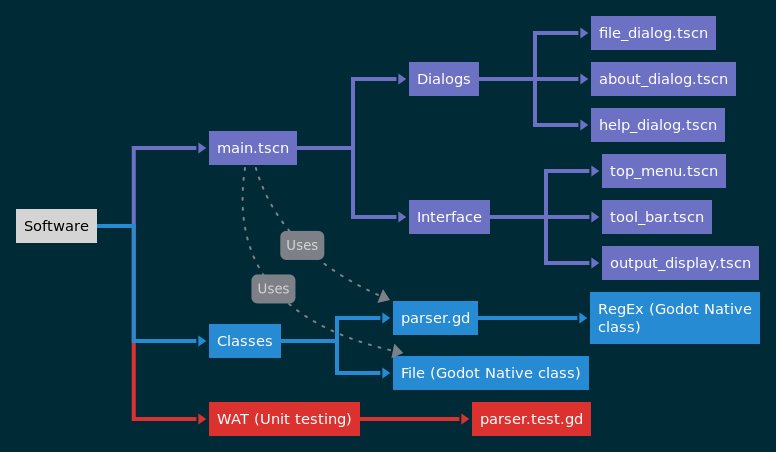 file_dialog.tscn
Dialogs
about_dialog.tscn
help_dialog.tscn
main.tscn
top_menu.tscn
Software
Interface
tool_bar.tscn
Uses
output_display.tscn
Uses
parser.gd
RegEx (Godot Native
class)
Classes
File (Godot Native class)
WAT (Unit testing)
parser.test.gd